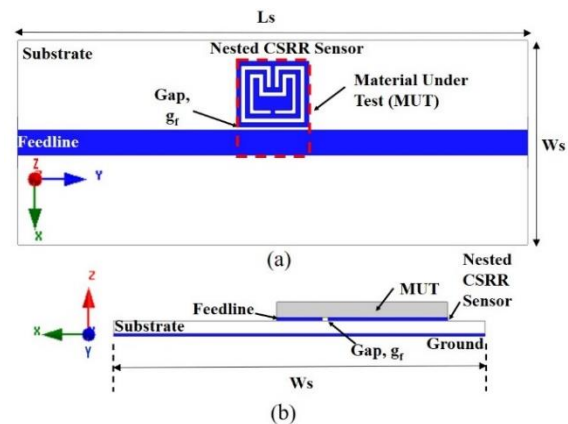 Ls
Substrate
Nested CSRR Sensor
Material Under
Test (MUT)
Gap,
gf
Feedline
Ws
Z
Y
X
(a)
Z
X
Y
Nested
CSRR
Sensor
MUT
Feedline
Substrate
Gap, gf
Ground
Ws
(b)